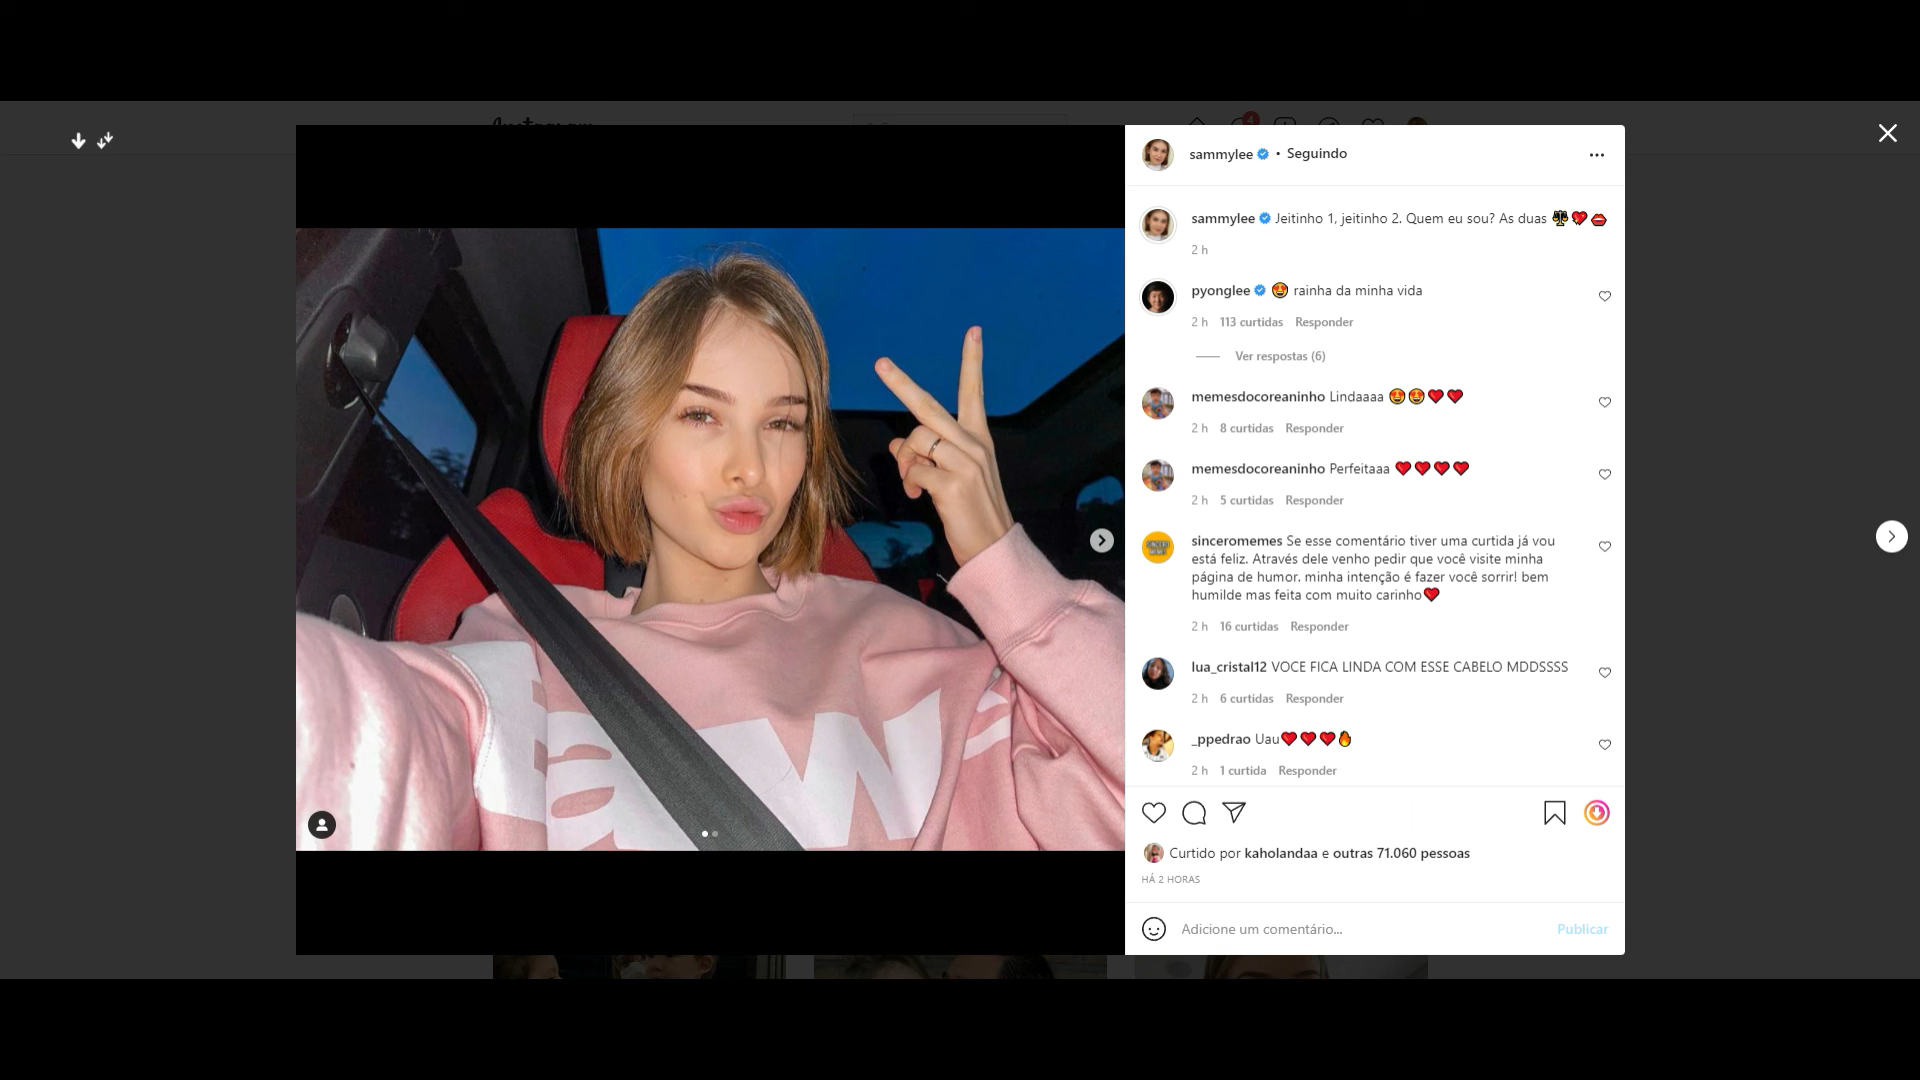 sammylee • Seguindo
sammylee Jeitinho 1, jeitinho 2. Quem eu sou? As duas
2 h
pyonglee 😍 rainha da minha vida
2 h 113 curtidas Responder
Ver respostas (6)
memesdocoreaninho Lindaaaa 😍😍❤❤
2 h 8 curtidas Responder
memesdocoreaninho Perfeitaaa ❤❤❤❤
2 h 5 curtidas Responder
sinceromemes Se esse comentário tiver uma curtida já vou
está feliz. Através dele venho pedir que você visite minha
página de humor. minha intenção é fazer você sorrir! bem
humilde mas feita com muito carinho❤
2 h 16 curtidas Responder
lua_cristal12 VOCE FICA LINDA COM ESSE CABELO MDDSSSS
2 h 6 curtidas Responder
_ppedrao Uau❤❤❤🔥
2 h 1 curtida Responder
Curtido por kaholandaa e outras 71.060 pessoas
HÁ 2 HORAS
Adicione um comentário... Publicar
aw
4